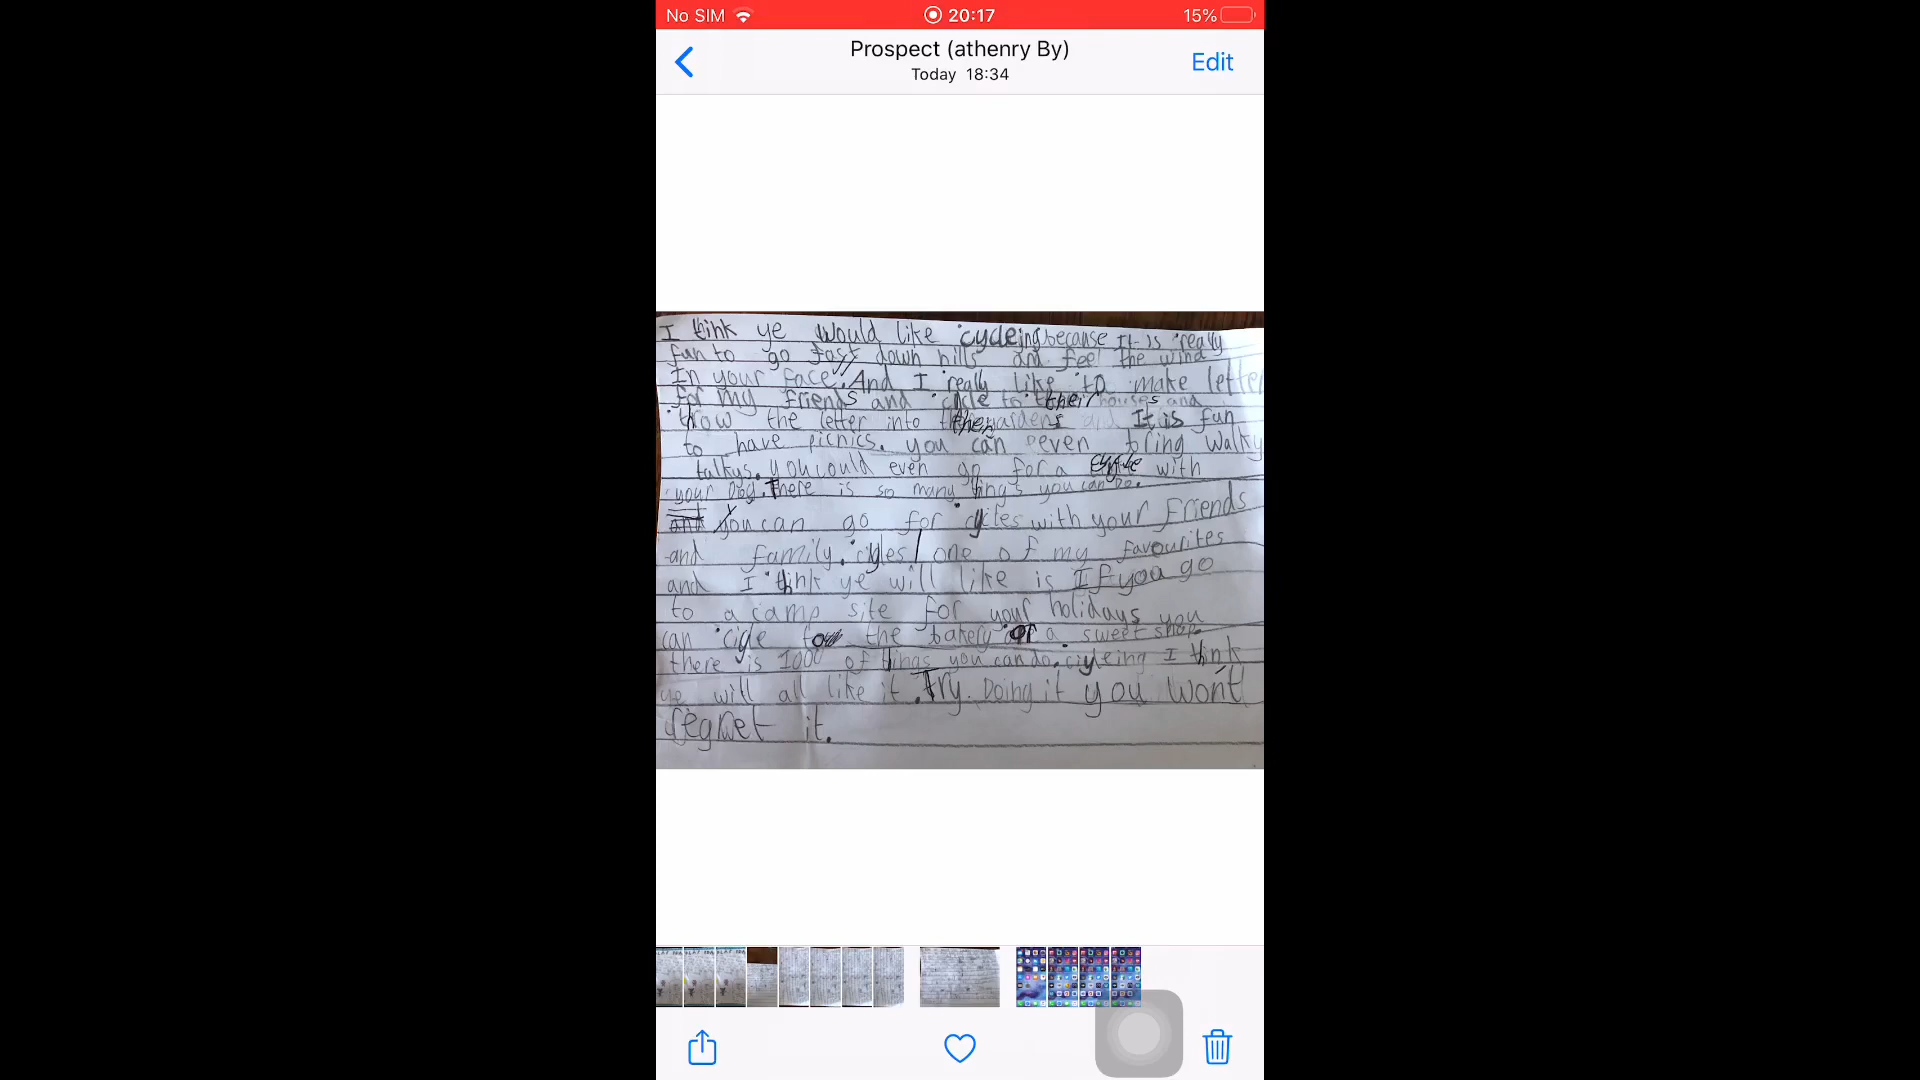 No SIM
20:17
15%
Prospect (athenry By)
Today 18:34
Edit
I think ye would like cycleing because It is really
fun to go fast down hills and feel the wind
In your face. And I really like to make letter
for my friends and cycle to their houses and
throw the letter into their gardens and It is fun
to have picnics. you can even bring walky
talkys. you could even go for a cycle with
your Dog. There is so many things you can Do.
and You can go for cycles with your Friends
and family. cycles one of my favourites
and I think ye will like is If you go
to a camp site for your holidays you
can cicle to the bakery or a sweet shop.
there is 1000 of things you can do. cicyleing I think
ye will all like it. Try Doing it you won't
regret it.